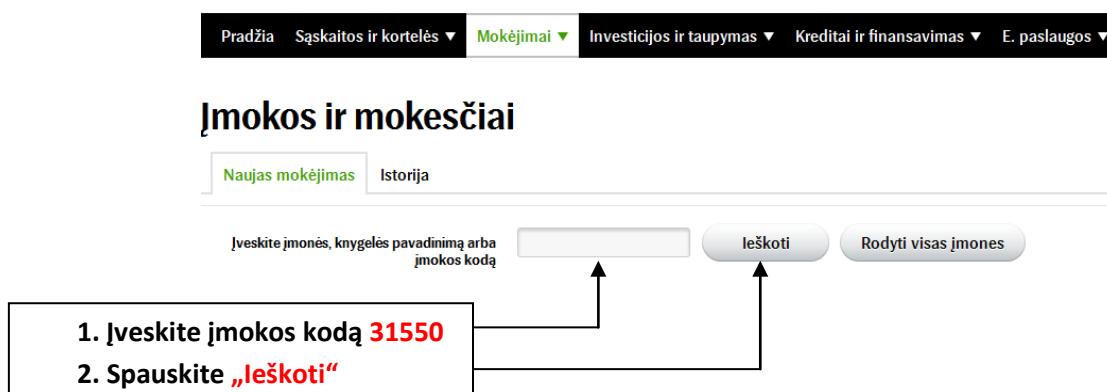 Pradžia Sąskaitos ir kortelės ▼ Mokėjimai ▼ Investicijos ir taupymas ▼ Kreditai ir finansavimas ▼ E. paslaugos ▼
Įmokos ir mokesčiai
Naujas mokėjimas Istorija
Įveskite įmonės, knygelės pavadinimą arba
įmokos kodą
Ieškoti Rodyti visas įmones
1. Įveskite įmokos kodą 31550
2. Spauskite „Ieškoti“